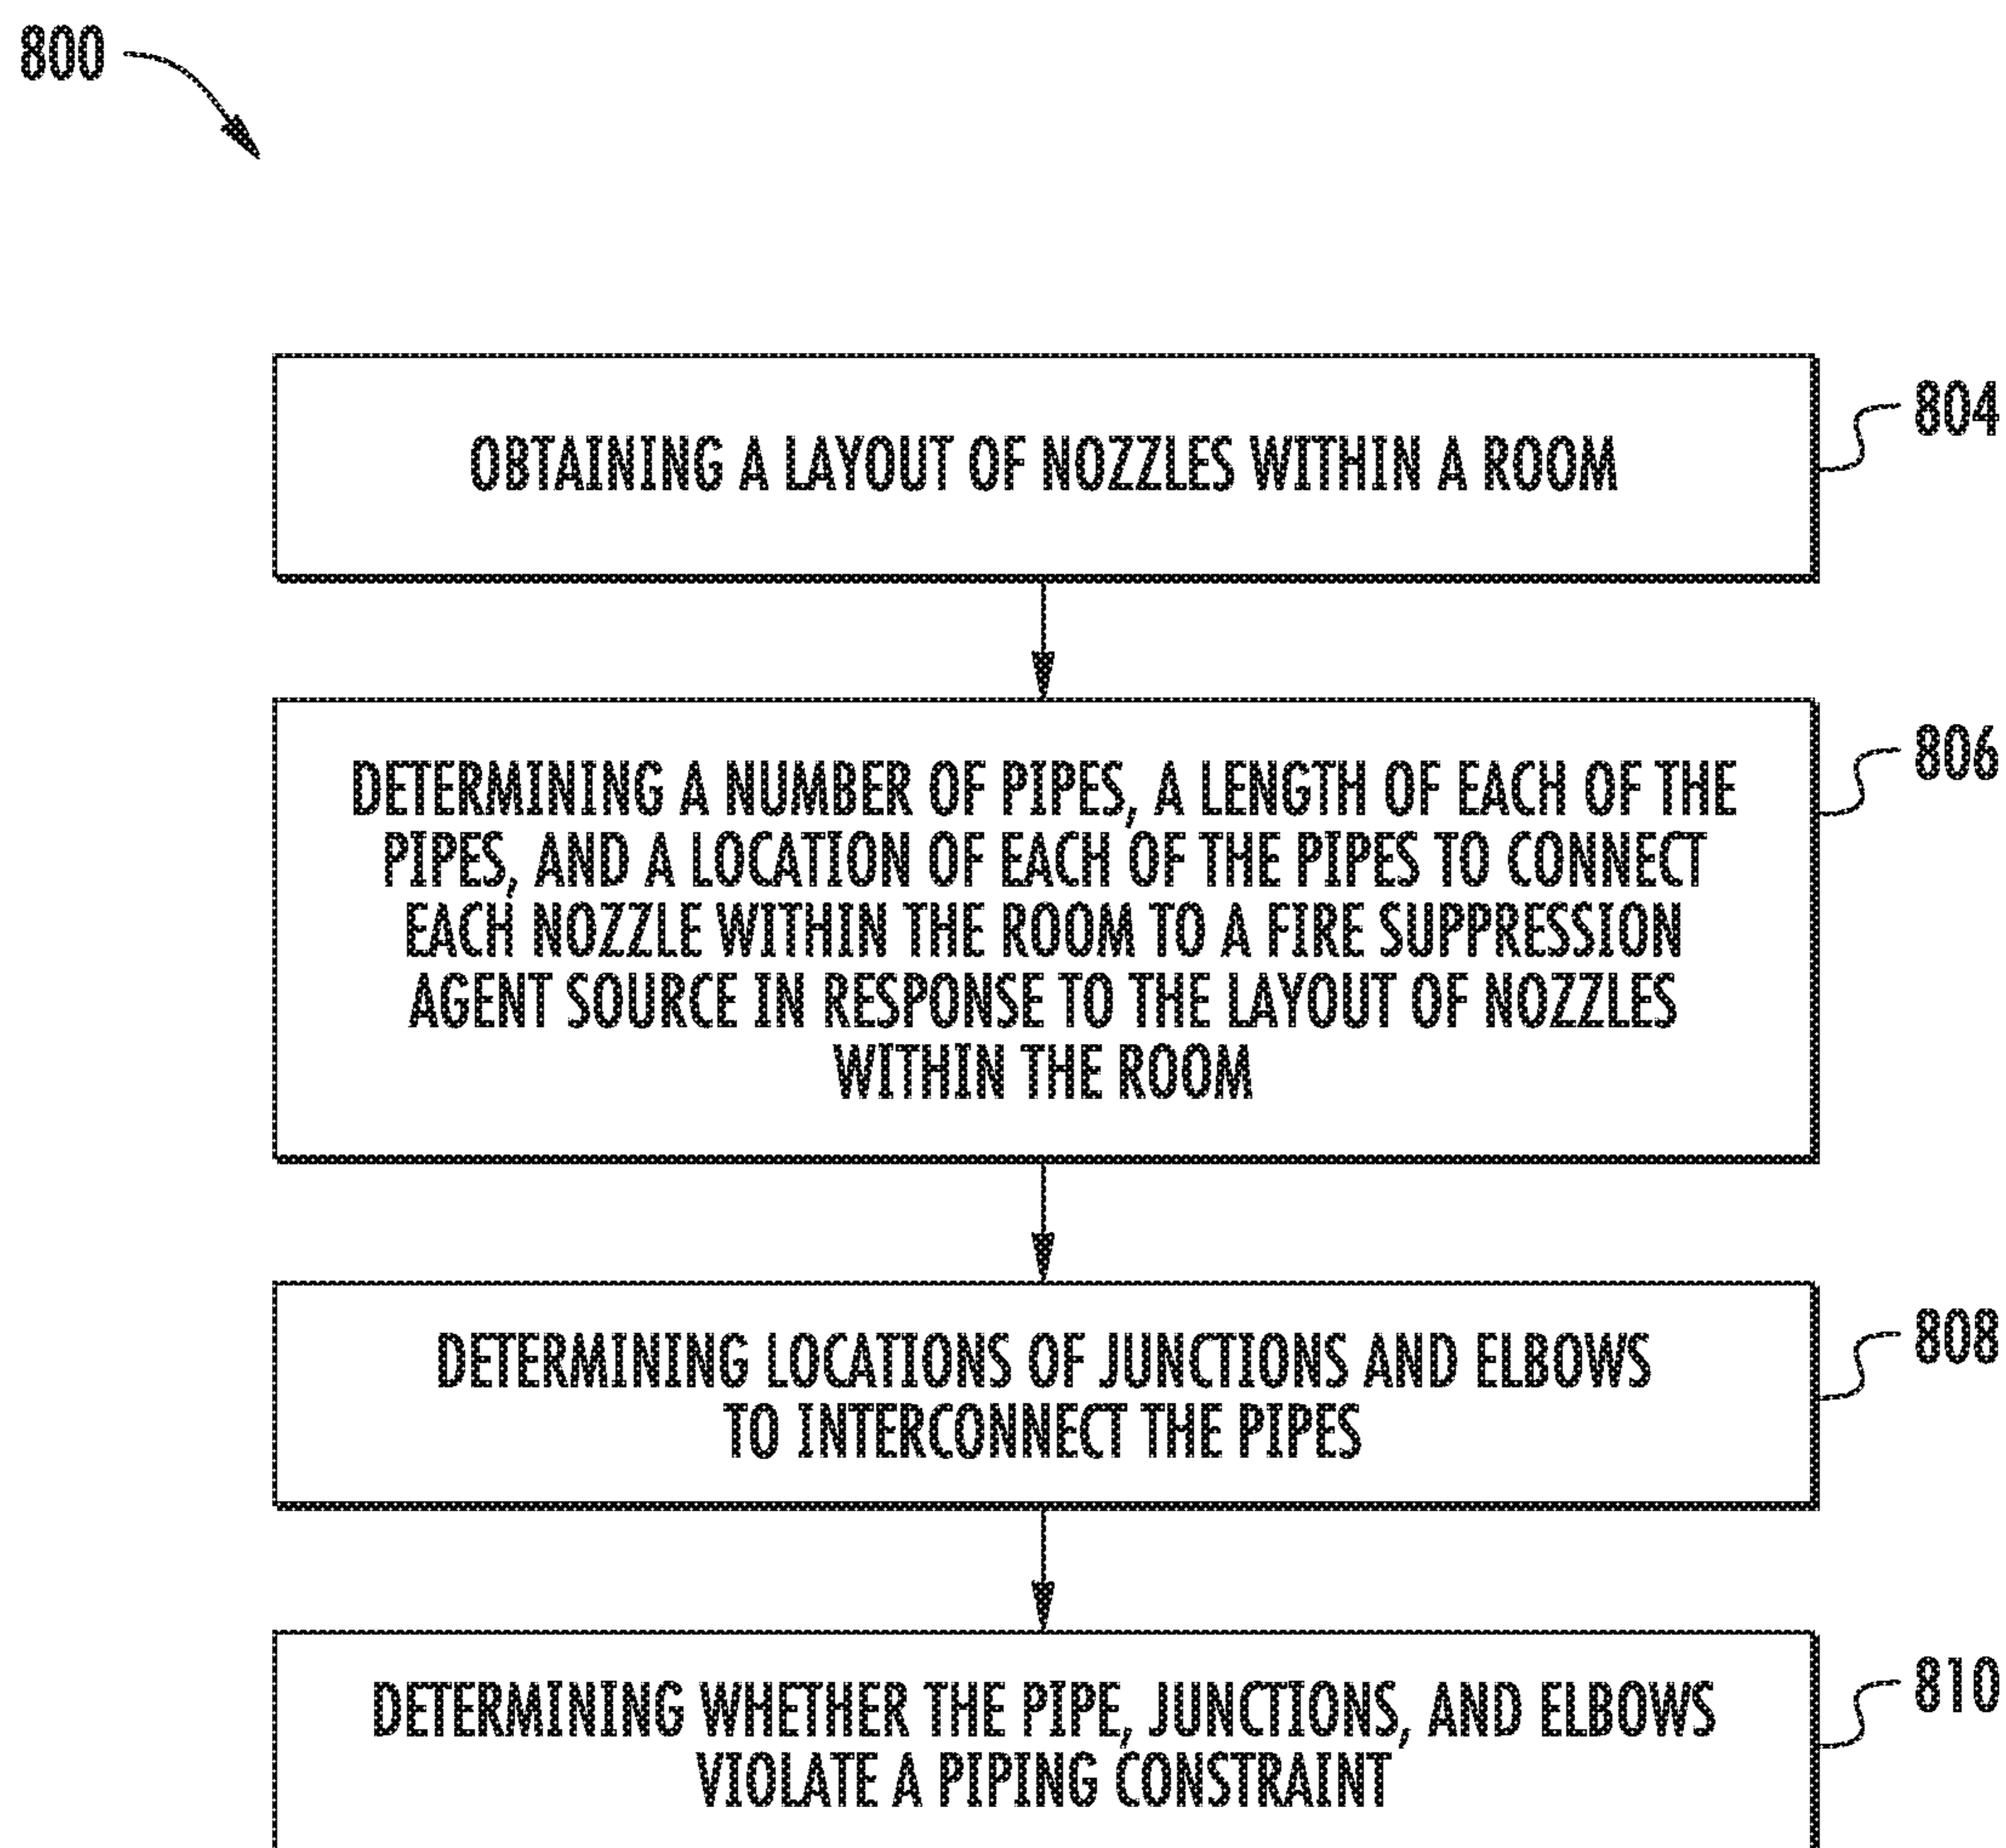 800
OBTAINING A LAYOUT OF NOZZLES WITHIN A ROOM
804
DETERMINING A NUMBER OF PIPES, A LENGTH OF EACH OF THE
PIPES, AND A LOCATION OF EACH OF THE PIPES TO CONNECT
EACH NOZZLE WITHIN THE ROOM TO A FIRE SUPPRESSION
AGENT SOURCE IN RESPONSE TO THE LAYOUT OF NOZZLES
WITHIN THE ROOM
806
DETERMINING LOCATIONS OF JUNCTIONS AND ELBOWS
TO INTERCONNECT THE PIPES
808
DETERMINING WHETHER THE PIPE, JUNCTIONS, AND ELBOWS
VIOLATE A PIPING CONSTRAINT
810